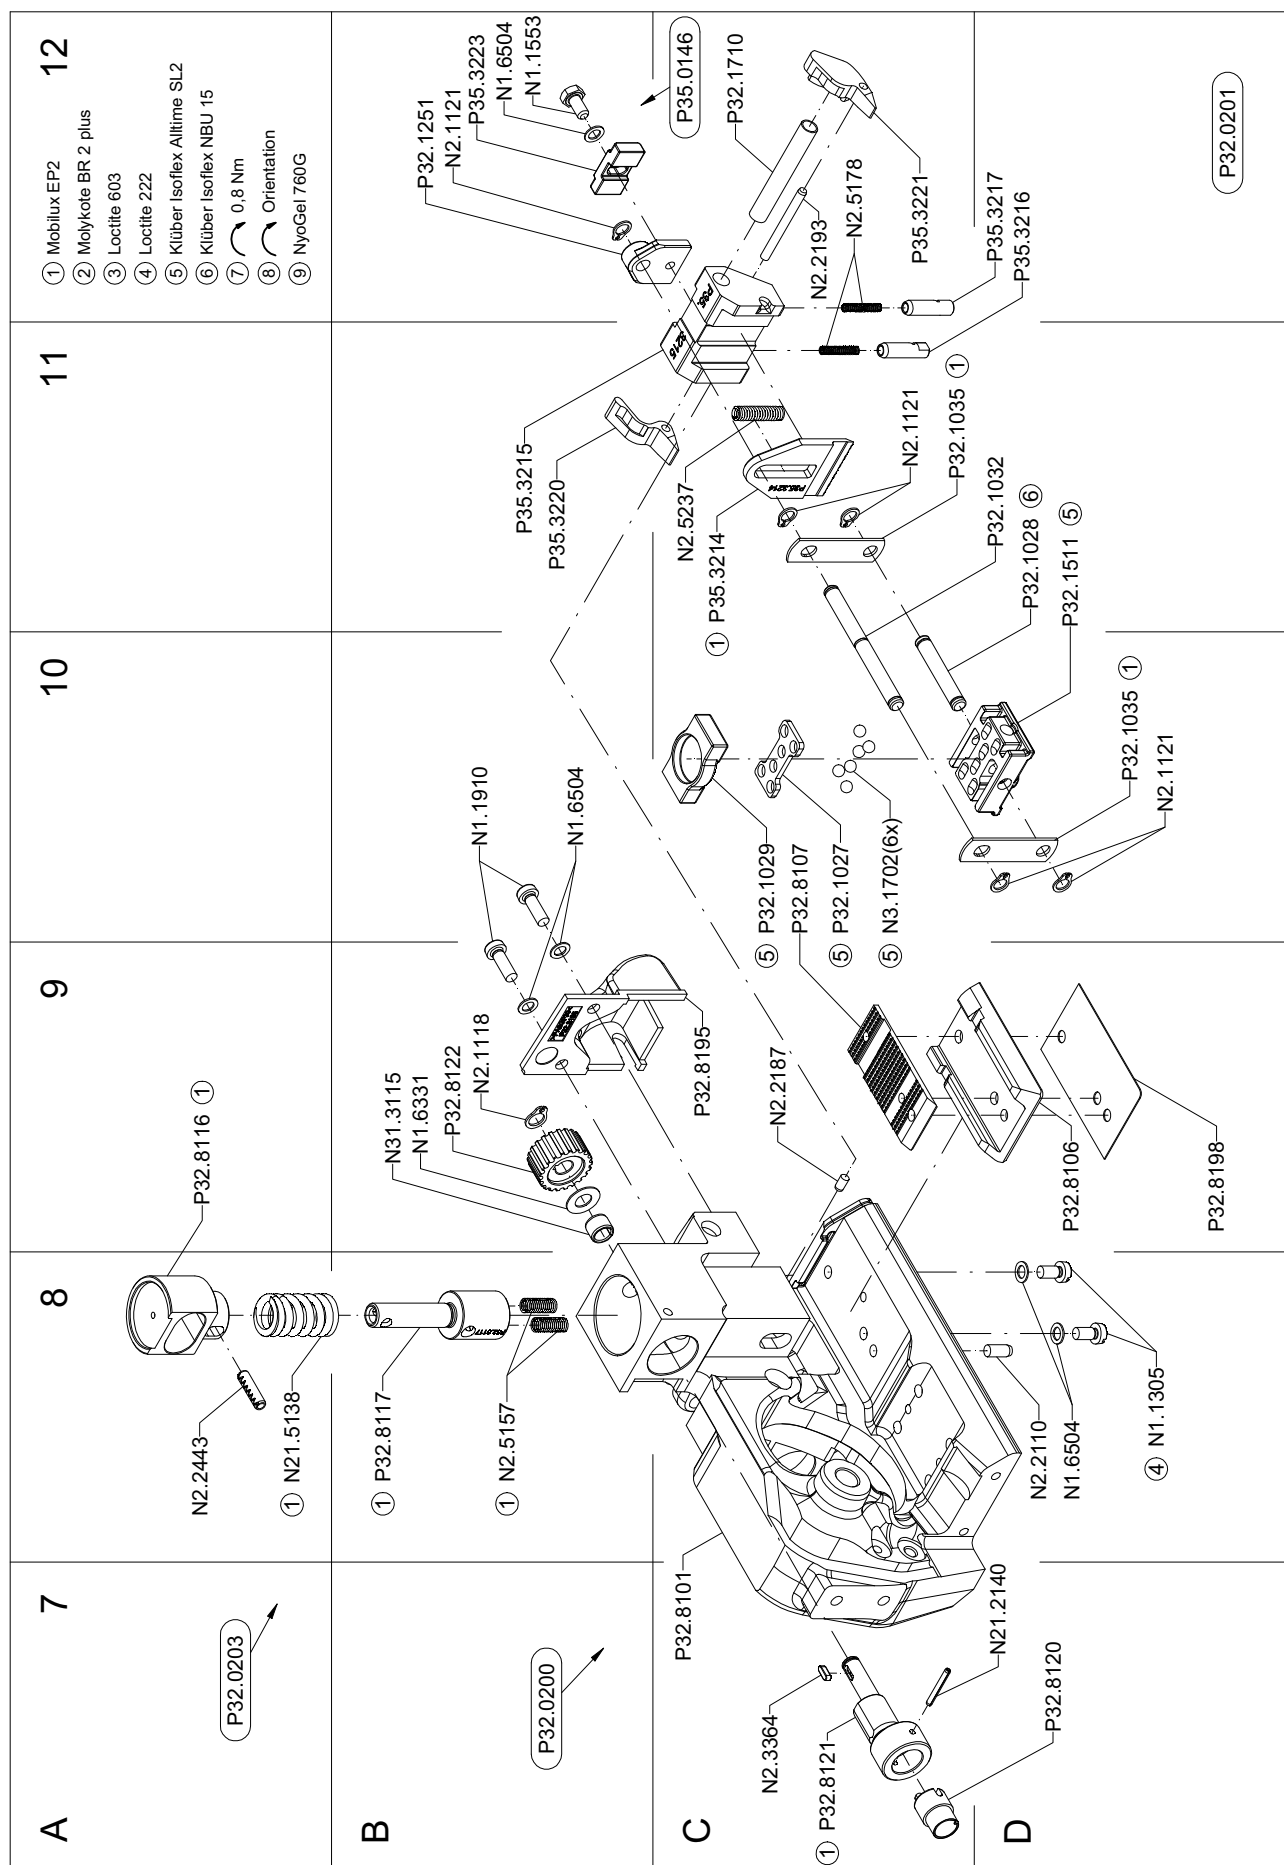 A
7
8
9
10
11
12
① Mobilux EP2
② Molykote BR 2 plus
③ Loctite 603
④ Loctite 222
⑤ Klüber Isoflex Alltime SL2
⑥ Klüber Isoflex NBU 15
⑦ 0,8 Nm
⑧ Orientation
⑨ NyoGel 760G
P32.0203
P32.8116 ①
N2.2443
① N21.5138
B
P32.0200
① P32.8117
① N2.5157
P32.8117
N31.3115
N1.6331
P32.8122
N2.1118
N1.1910
N1.6504
P32.8195
P35.3215
P35.3220
P32.1251
N2.1121
P35.3223
N1.6504
N1.1553
P35.0146
P35.
3215
C
P32.8101
N2.3364
① P32.8121
N21.2140
P32.8120
N2.2187
⑤ P32.1029
P32.8107
⑤ P32.1027
⑤ N3.1702(6x)
N2.5237
① P35.3214
P35.3214
N2.1121
P32.1035 ①
P32.1710
N2.2193
N2.5178
P35.3221
D
N2.2110
N1.6504
④ N1.1305
P32.8106
P32.8198
P32.1032
P32.1028 ⑥
P32.1511 ⑤
P32.1035 ①
N2.1121
P35.3217
P35.3216
P32.0201